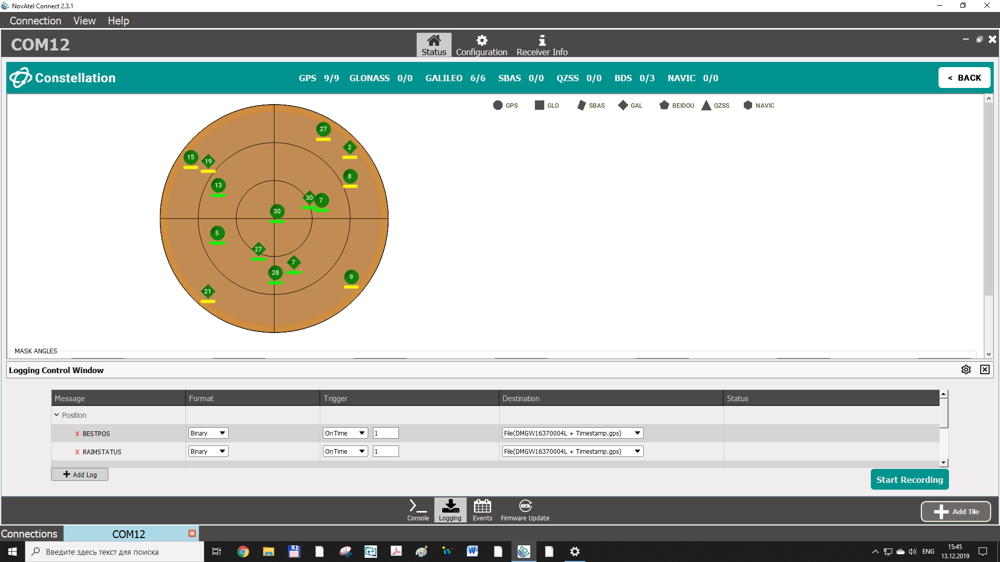 NovAtel Connect 2.3.1
Connection View Help
COM12
Status Configuration Receiver Info
Constellation GPS 9/9 GLONASS 0/0 GALILEO 6/6 SBAS 0/0 QZSS 0/0 BDS 0/3 NAVIC 0/0 < BACK
GPS GLO SBAS GAL BEIDOU QZSS NAVIC
27
2
15
19
8
13
30
7
30
5
27
7
28
9
21
MASK ANGLES
Logging Control Window
Message Format Trigger Destination Status
Position
X BESTPOS Binary OnTime 1 File(DMGW16370004L + Timestamp.gps)
X RAIMSTATUS Binary OnTime 1 File(DMGW16370004L + Timestamp.gps)
Add Log
Start Recording
Console Logging Events Firmware Update
Add Tile
Connections COM12
Введите здесь текст для поиска
ENG
15:45
13.12.2019